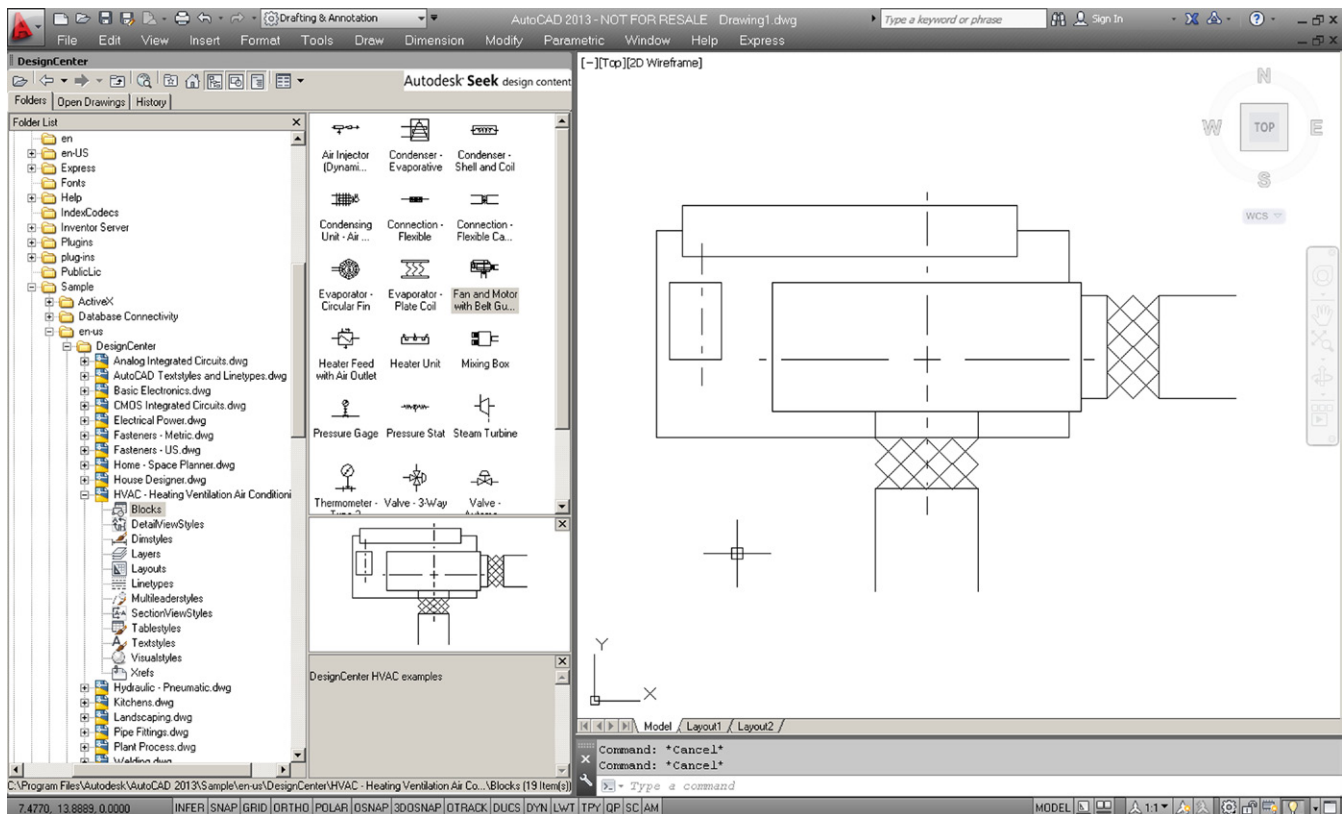 Drafting & Annotation
AutoCAD 2013 - NOT FOR RESALE Drawing1.dwg
Type a keyword or phrase
Sign In
File Edit View Insert Format Tools Draw Dimension Modify Parametric Window Help Express
DesignCenter
Autodesk Seek design content
Folders Open Drawings History
Folder List
en
en-US
Express
Fonts
Help
IndexCodecs
Inventor Server
Plugins
plug-ins
PublicLic
Sample
ActiveX
Database Connectivity
en-us
DesignCenter
Analog Integrated Circuits.dwg
AutoCAD Textstyles and Linetypes.dwg
Basic Electronics.dwg
CMOS Integrated Circuits.dwg
Electrical Power.dwg
Fasteners - Metric.dwg
Fasteners - US.dwg
Home - Space Planner.dwg
House Designer.dwg
HVAC - Heating Ventilation Air Conditioni
Blocks
DetailViewStyles
Dimstyles
Layers
Layouts
Linetypes
Multileaderstyles
SectionViewStyles
Tablestyles
Textstyles
Visualstyles
Xrefs
Hydraulic - Pneumatic.dwg
Kitchens.dwg
Landscaping.dwg
Pipe Fittings.dwg
Plant Process.dwg
Welding.dwg
Air Injector Condenser - Condenser -
(Dynami... Evaporative Shell and Coil
Condensing Connection - Connection -
Unit - Air ... Flexible Flexible Ca...
Evaporator - Evaporator - Fan and Motor
Circular Fin Plate Coil with Belt Gu...
Heater Feed Heater Unit Mixing Box
with Air Outlet
Pressure Gage Pressure Stat Steam Turbine
Thermometer - Valve - 3-Way Valve -
DesignCenter HVAC examples
C:\Program Files\Autodesk\AutoCAD 2013\Sample\en-us\DesignCenter\HVAC - Heating Ventilation Air Co...\Blocks (19 Item(s))
[-][Top][2D Wireframe]
N
W TOP E
S
WCS
Y
X
Model Layout1 Layout2
Command: *Cancel*
Command: *Cancel*
Type a command
7.4770, 13.8889, 0.0000 INFER SNAP GRID ORTHO POLAR OSNAP 3DOSNAP OTRACK DUCS DYN LWT TPY QP SC AM MODEL 1:1